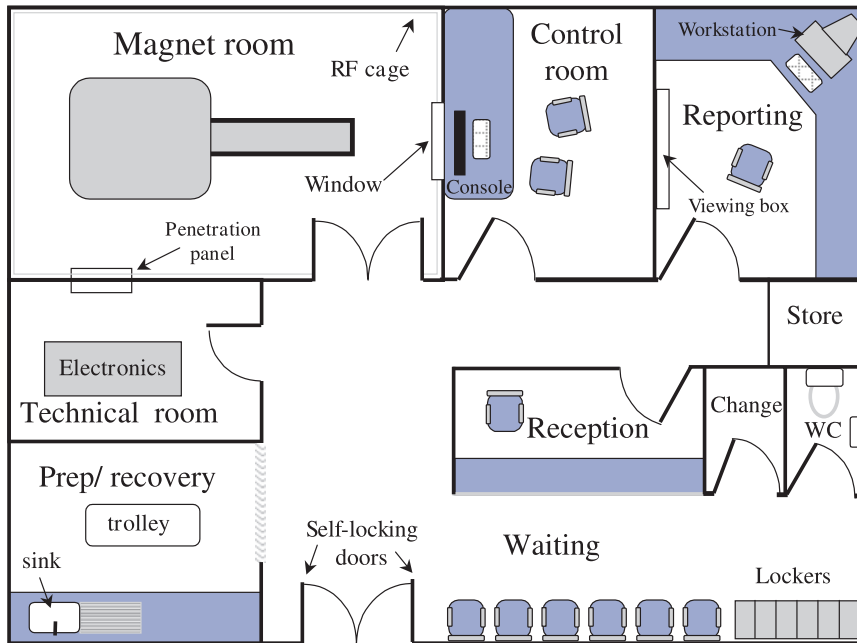 Magnet room
RF cage
Control
room
Workstation
Reporting
Window
Console
Viewing box
Penetration
panel
Store
Electronics
Technical room
Change
WC
Reception
Prep/ recovery
trolley
Self-locking
doors
Waiting
sink
Lockers